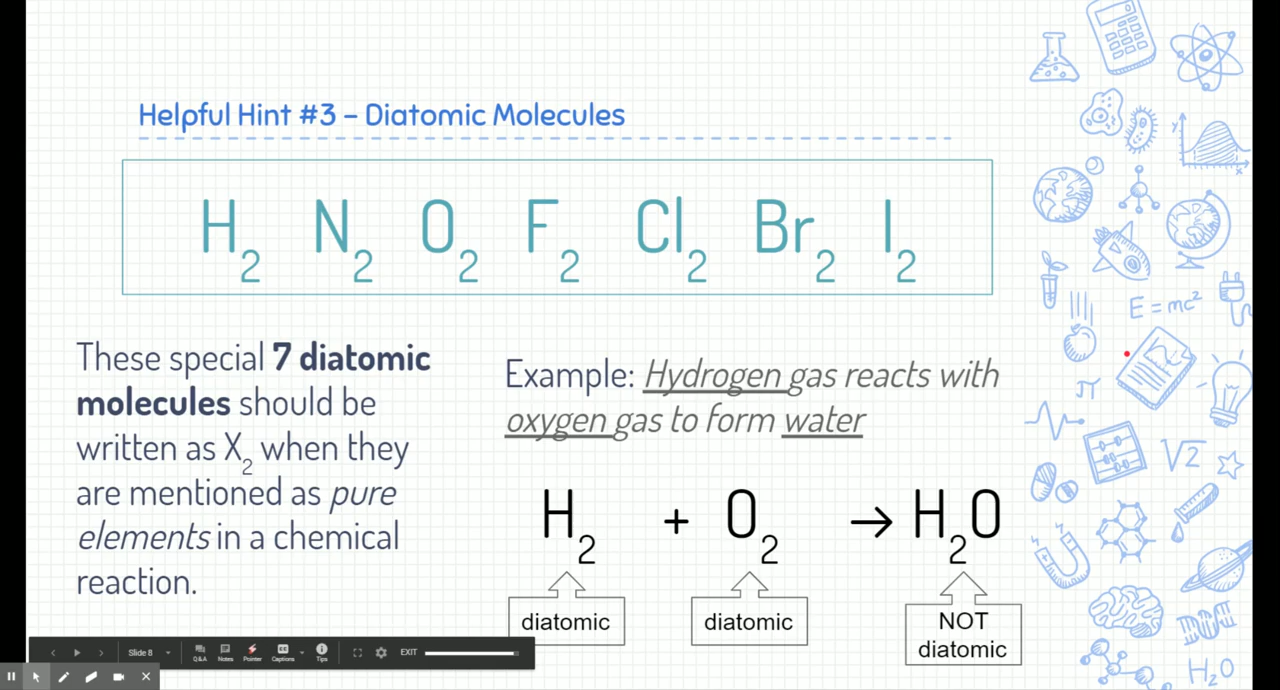 Helpful Hint #3 – Diatomic Molecules
H₂ N₂ O₂ F₂ Cl₂ Br₂ I₂
These special 7 diatomic
molecules should be
written as X₂ when they
are mentioned as pure
elements in a chemical
reaction.
Example: Hydrogen gas reacts with
oxygen gas to form water
H₂ + O₂ → H₂O
diatomic
diatomic
NOT
diatomic
y
x
E=mc²
π
√2
H₂O
Slide 8
Q&A
Notes
Pointer
Captions
Tips
EXIT